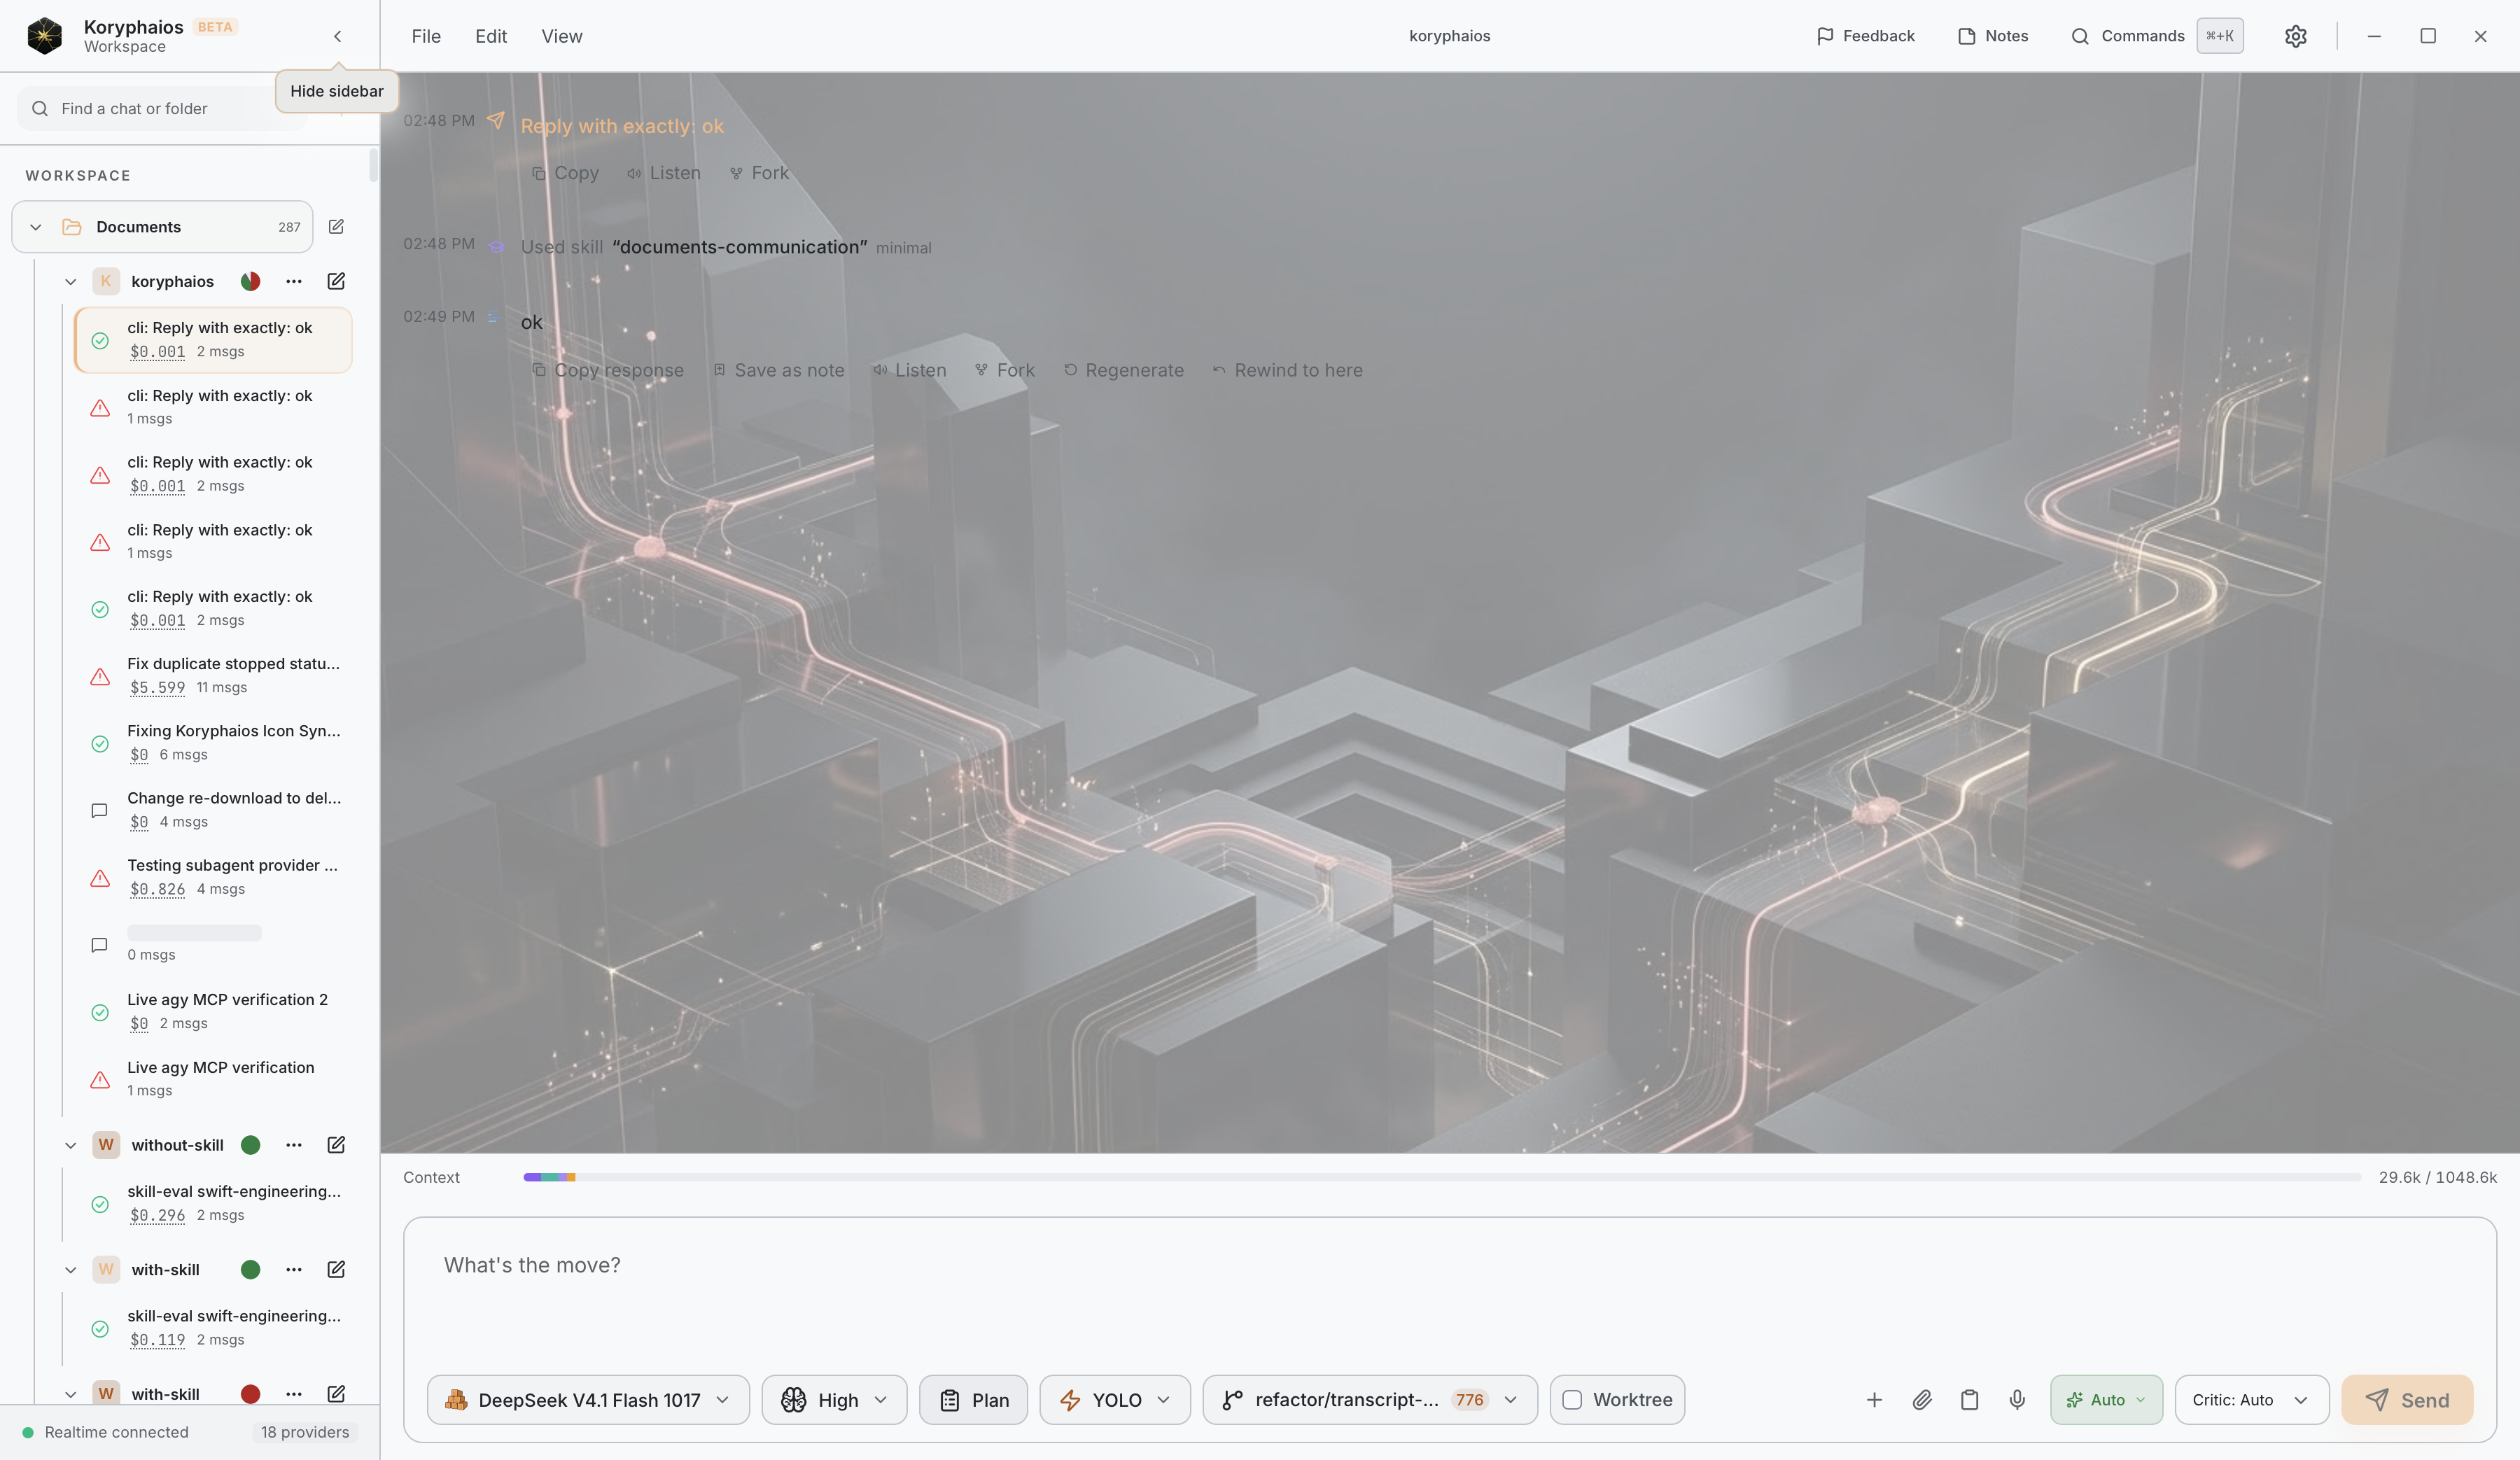 Koryphaios BETA
Workspace
File Edit View
koryphaios
Feedback Notes Commands ⌘+K
Hide sidebar
Find a chat or folder
WORKSPACE
Documents 287
K koryphaios
cli: Reply with exactly: ok
$0.001 2 msgs
cli: Reply with exactly: ok
1 msgs
cli: Reply with exactly: ok
$0.001 2 msgs
cli: Reply with exactly: ok
1 msgs
cli: Reply with exactly: ok
$0.001 2 msgs
Fix duplicate stopped statu...
$5.599 11 msgs
Fixing Koryphaios Icon Syn...
$0 6 msgs
Change re-download to del...
$0 4 msgs
Testing subagent provider ...
$0.826 4 msgs
0 msgs
Live agy MCP verification 2
$0 2 msgs
Live agy MCP verification
1 msgs
W without-skill
skill-eval swift-engineering...
$0.296 2 msgs
W with-skill
skill-eval swift-engineering...
$0.119 2 msgs
W with-skill
Realtime connected 18 providers
02:48 PM Reply with exactly: ok
Copy Listen Fork
02:48 PM Used skill “documents-communication” minimal
02:49 PM ok
Copy response Save as note Listen Fork Regenerate Rewind to here
Context 29.6k / 1048.6k
What's the move?
DeepSeek V4.1 Flash 1017 High Plan YOLO refactor/transcript-... 776 Worktree Auto Critic: Auto Send